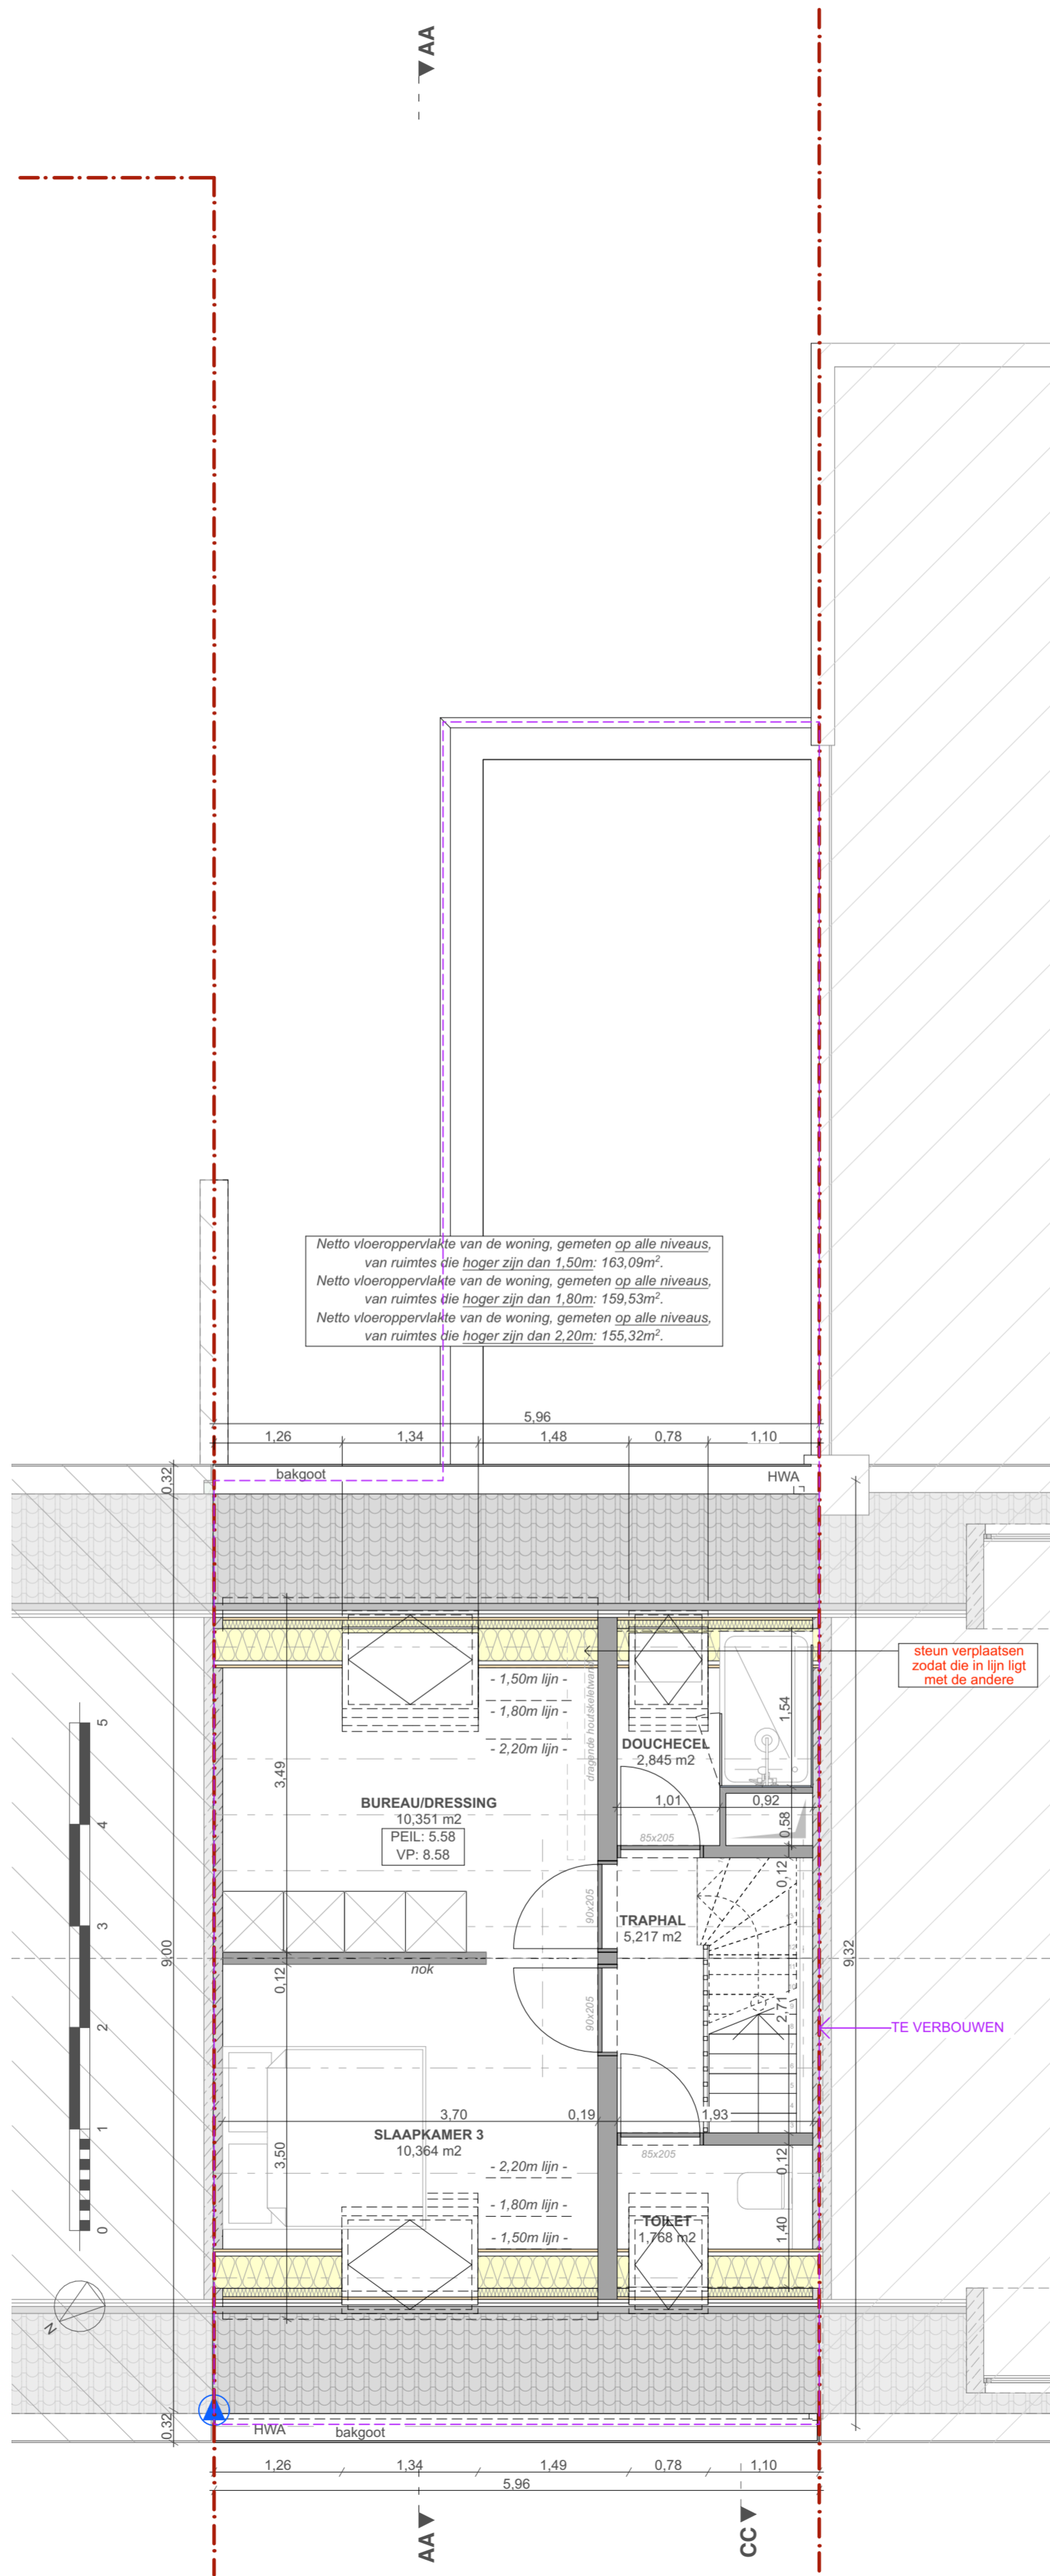 AA
Netto vloeroppervlakte van de woning, gemeten op alle niveaus,
van ruimtes die hoger zijn dan 1,50m: 163,09m².
Netto vloeroppervlakte van de woning, gemeten op alle niveaus,
van ruimtes die hoger zijn dan 1,80m: 159,53m².
Netto vloeroppervlakte van de woning, gemeten op alle niveaus,
van ruimtes die hoger zijn dan 2,20m: 155,32m².
5,96
1,26 1,34 1,48 0,78 1,10
0,32
bakgoot
HWA
steun verplaatsen
zodat die in lijn ligt
met de andere
- 1,50m lijn -
- 1,80m lijn -
- 2,20m lijn -
dragende houtskeletwand
1,54
DOUCHECEL
2,845 m2
3,49
BUREAU/DRESSING
10,351 m2
PEIL: 5.58
VP: 8.58
1,01 0,92
0,58
85x205
0,12
90x205
TRAPHAL
5,217 m2
9,00
9,32
nok
0,12
90x205
2,71
TE VERBOUWEN
5
4
3
2
1
0
3,70 0,19 1,93
SLAAPKAMER 3
10,364 m2
3,50
85x205
0,12
- 2,20m lijn -
- 1,80m lijn -
- 1,50m lijn -
TOILET
1,768 m2
1,40
N
0,32
HWA
bakgoot
1,26 1,34 1,49 0,78 1,10
5,96
AA
CC